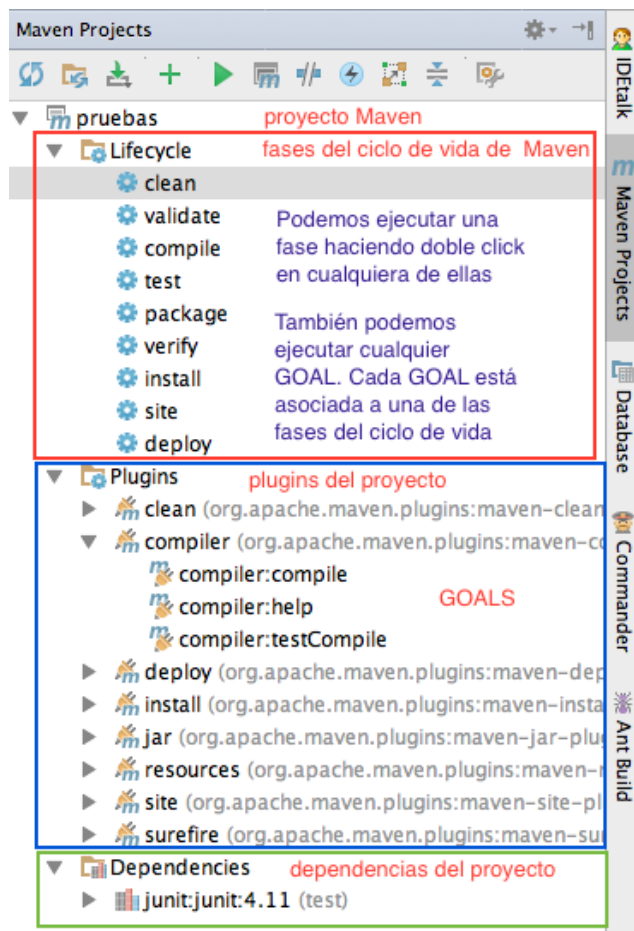 Maven Projects
pruebas proyecto Maven
Lifecycle fases del ciclo de vida de Maven
clean
validate
compile
test
package
verify
install
site
deploy
Podemos ejecutar una
fase haciendo doble click
en cualquiera de ellas
También podemos
ejecutar cualquier
GOAL. Cada GOAL está
asociada a una de las
fases del ciclo de vida
Plugins plugins del proyecto
clean (org.apache.maven.plugins:maven-clean
compiler (org.apache.maven.plugins:maven-co
compiler:compile
compiler:help
compiler:testCompile
GOALS
deploy (org.apache.maven.plugins:maven-dep
install (org.apache.maven.plugins:maven-insta
jar (org.apache.maven.plugins:maven-jar-plug
resources (org.apache.maven.plugins:maven-r
site (org.apache.maven.plugins:maven-site-pl
surefire (org.apache.maven.plugins:maven-sur
Dependencies dependencias del proyecto
junit:junit:4.11 (test)
IDEtalk
Maven Projects
Database
Commander
Ant Build